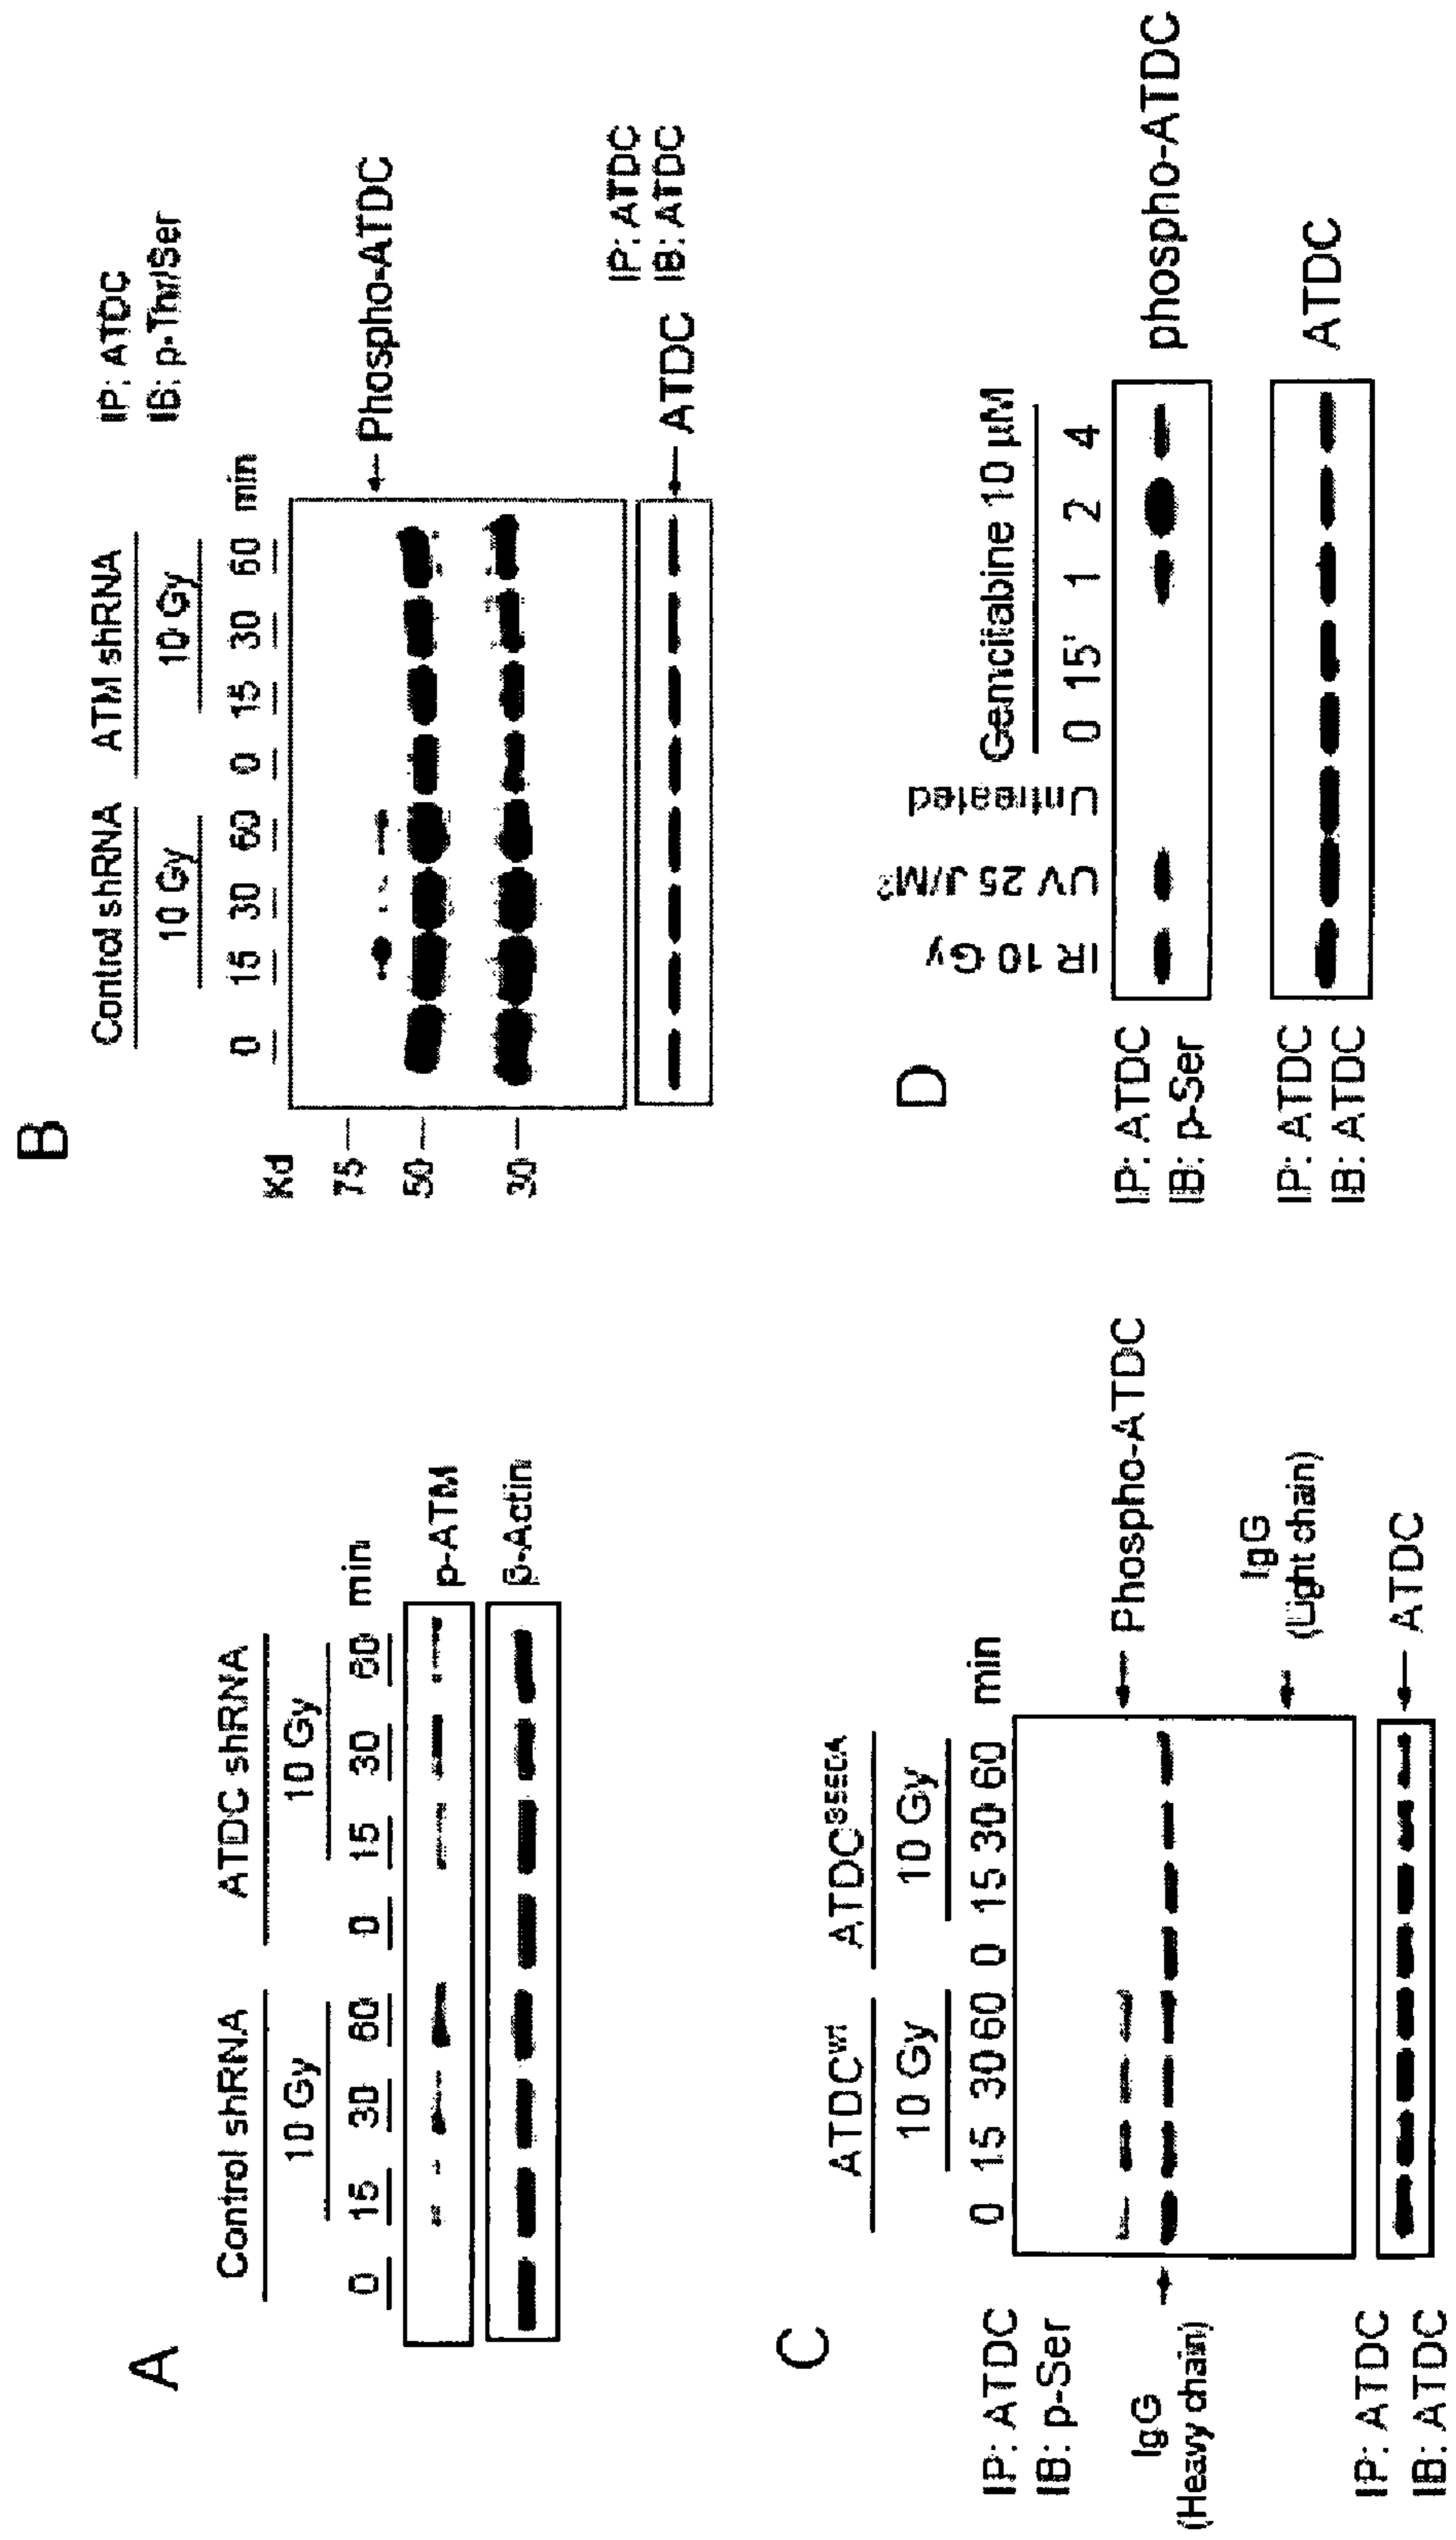 A
Control shRNA ATDC shRNA
10 Gy 10 Gy
0 15 30 60 0 15 30 60 min
p-ATM
β-Actin
B
Control shRNA ATM shRNA
10 Gy 10 Gy
0 15 30 60 0 15 30 60 min
IP: ATDC
IB: p-Thr/Ser
Kd
75
50
30
Phospho-ATDC
ATDC
IP: ATDC
IB: ATDC
C
ATDCwt
10 Gy 10 Gy
0 15 30 60 0 15 30 60 min
IP: ATDC
IB: p-Ser
IgG
(Heavy chain)
Phospho-ATDC
IgG
(Light chain)
IP: ATDC
IB: ATDC
ATDC
D
IR 10 Gy
UV 25 J/M2
Untreated
Gemcitabine 10 µM
0 15' 1 2 4
IP: ATDC
IB: p-Ser
phospho-ATDC
IP: ATDC
IB: ATDC
ATDC